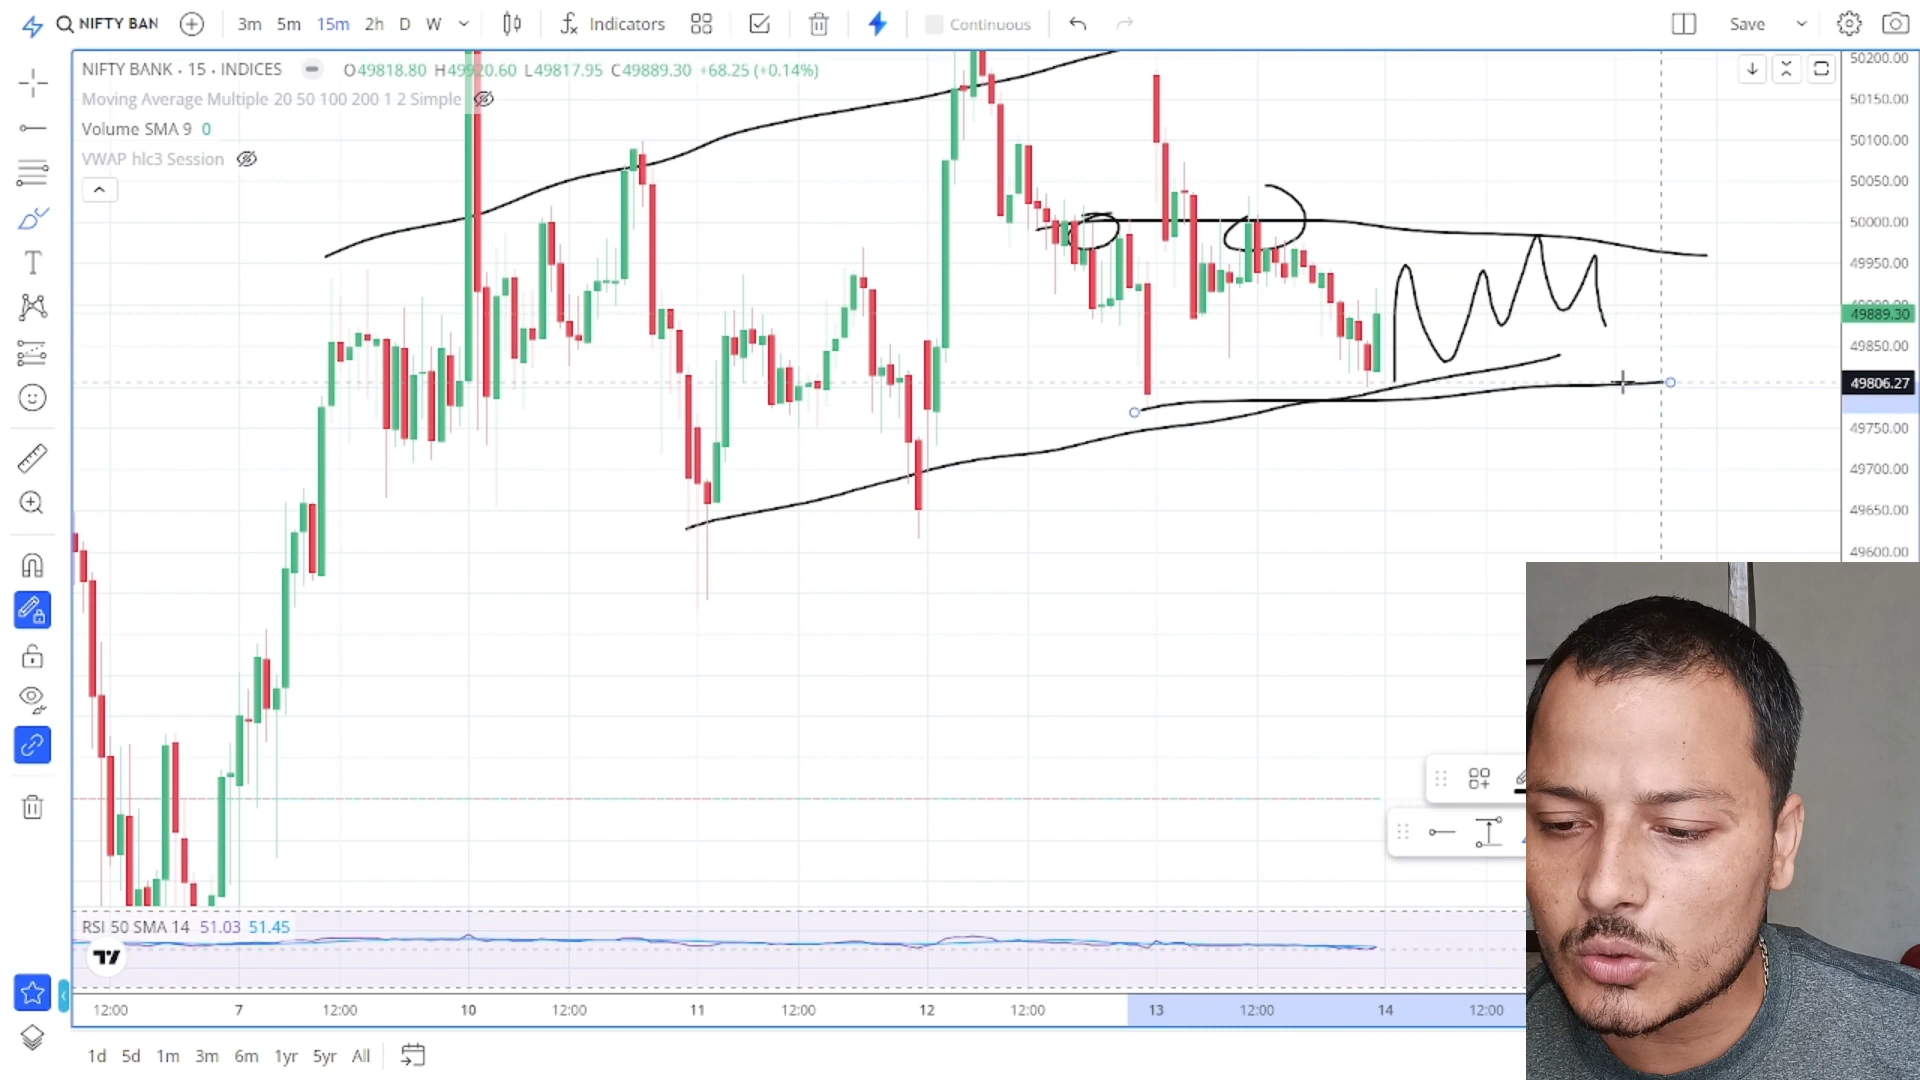 NIFTY BAN
3m 5m 15m 2h D W Indicators Continuous Save
NIFTY BANK · 15 · INDICES O49818.80 H49920.60 L49817.95 C49889.30 +68.25 (+0.14%)
Moving Average Multiple 20 50 100 200 1 2 Simple
Volume SMA 9 0
VWAP hlc3 Session
50200.00
50150.00
50100.00
50050.00
50000.00
49950.00
49889.30
49850.00
49806.27
49750.00
49700.00
49650.00
49600.00
RSI 50 SMA 14 51.03 51.45
12:00 7 12:00 10 12:00 11 12:00 12 12:00 13 12:00 14 12:00
1d 5d 1m 3m 6m 1yr 5yr All